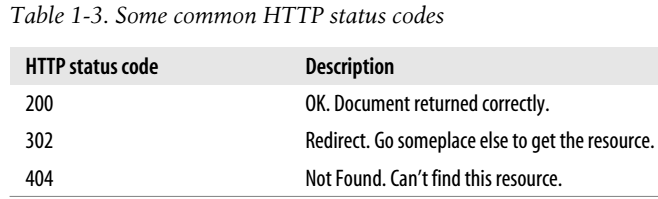 Table 1-3. Some common HTTP status codes
HTTP status code Description
200 OK. Document returned correctly.
302 Redirect. Go someplace else to get the resource.
404 Not Found. Can’t find this resource.